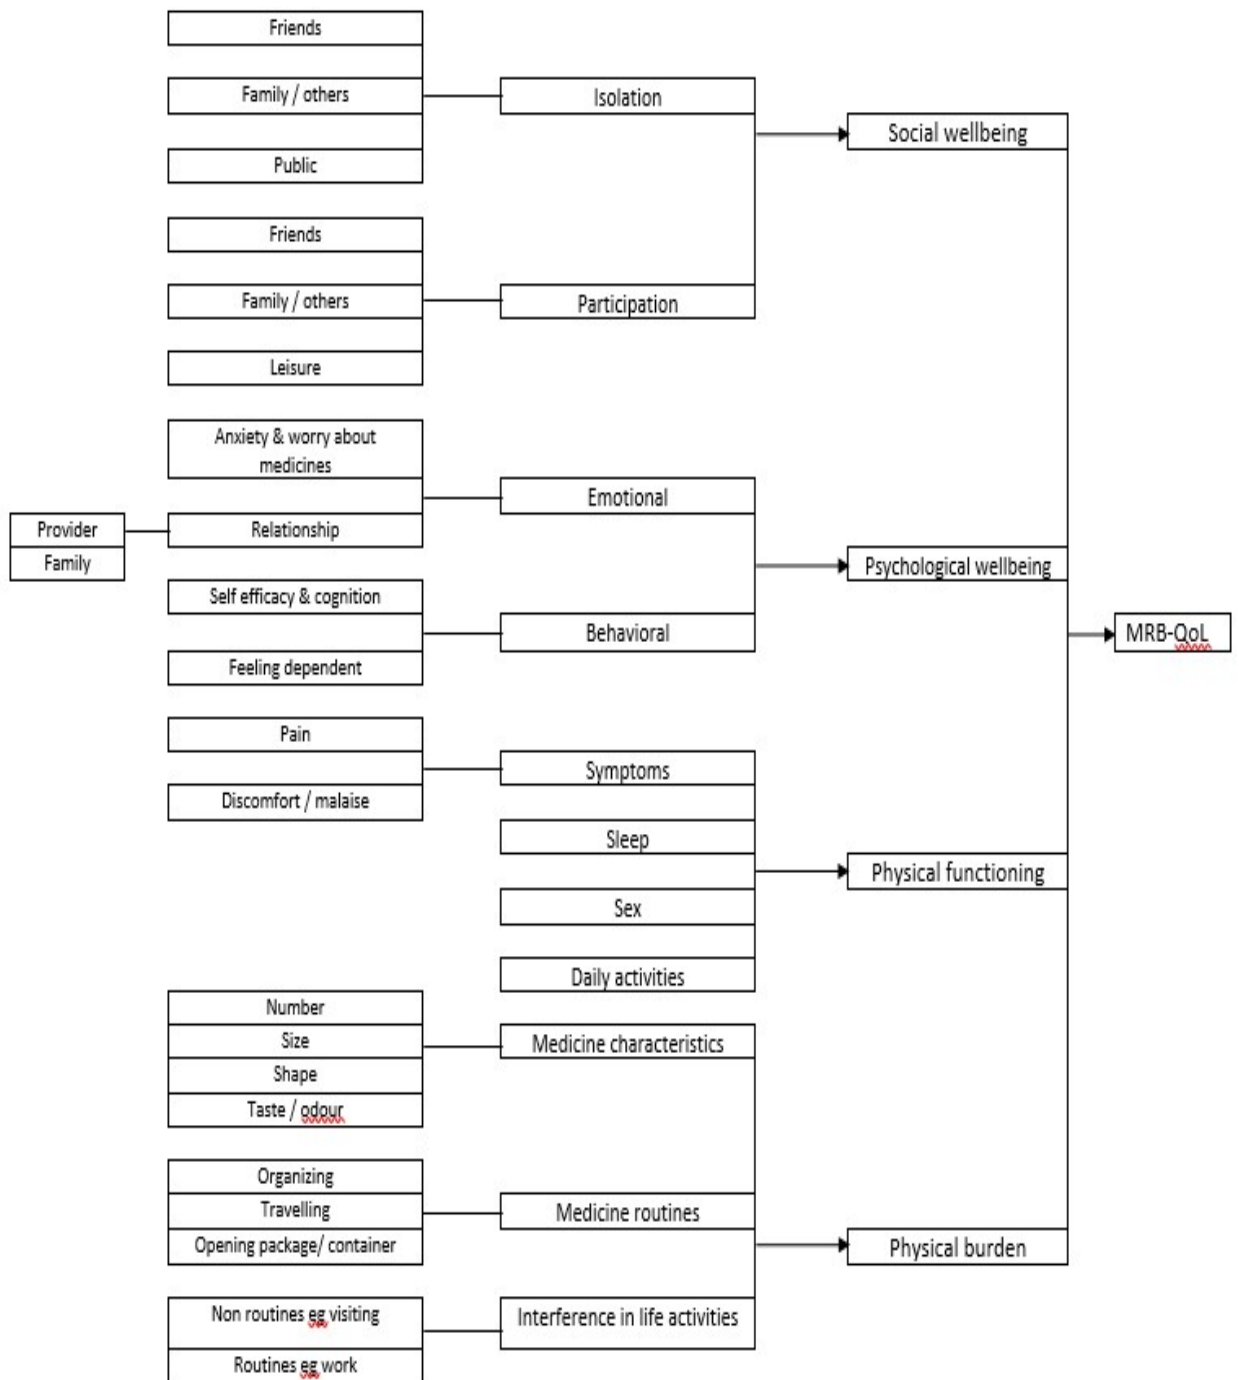 Friends
Family / others
Isolation
Social wellbeing
Public
Friends
Family / others
Participation
Leisure
Anxiety & worry about
medicines
Emotional
Provider
Relationship
Family
Psychological wellbeing
Self efficacy & cognition
Behavioral
MRB-QoL
Feeling dependent
Pain
Symptoms
Discomfort / malaise
Sleep
Physical functioning
Sex
Daily activities
Number
Size
Medicine characteristics
Shape
Taste / odour
Organizing
Travelling
Medicine routines
Opening package/ container
Physical burden
Non routines eg visiting
Interference in life activities
Routines eg work